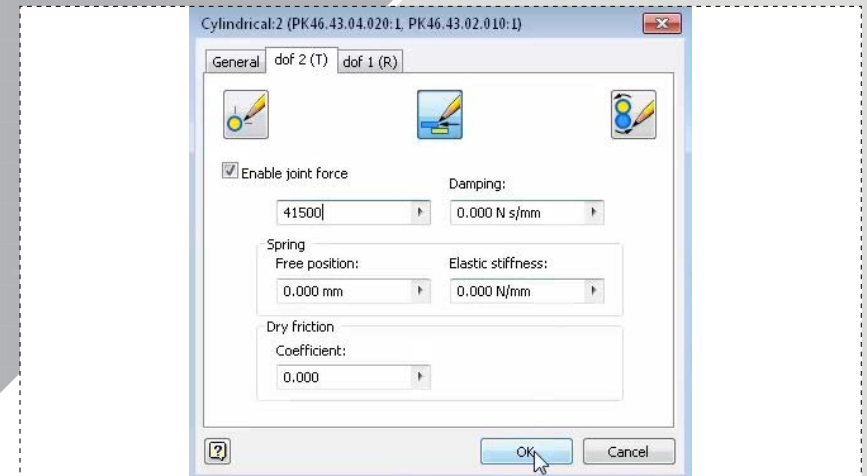 Cylindrical:2 (PK46.43.04.020:1, PK46.43.02.010:1)
General dof 2 (T) dof 1 (R)
Enable joint force
Damping:
41500 0.000 N s/mm
Spring
Free position: Elastic stiffness:
0.000 mm 0.000 N/mm
Dry friction
Coefficient:
0.000
OK Cancel